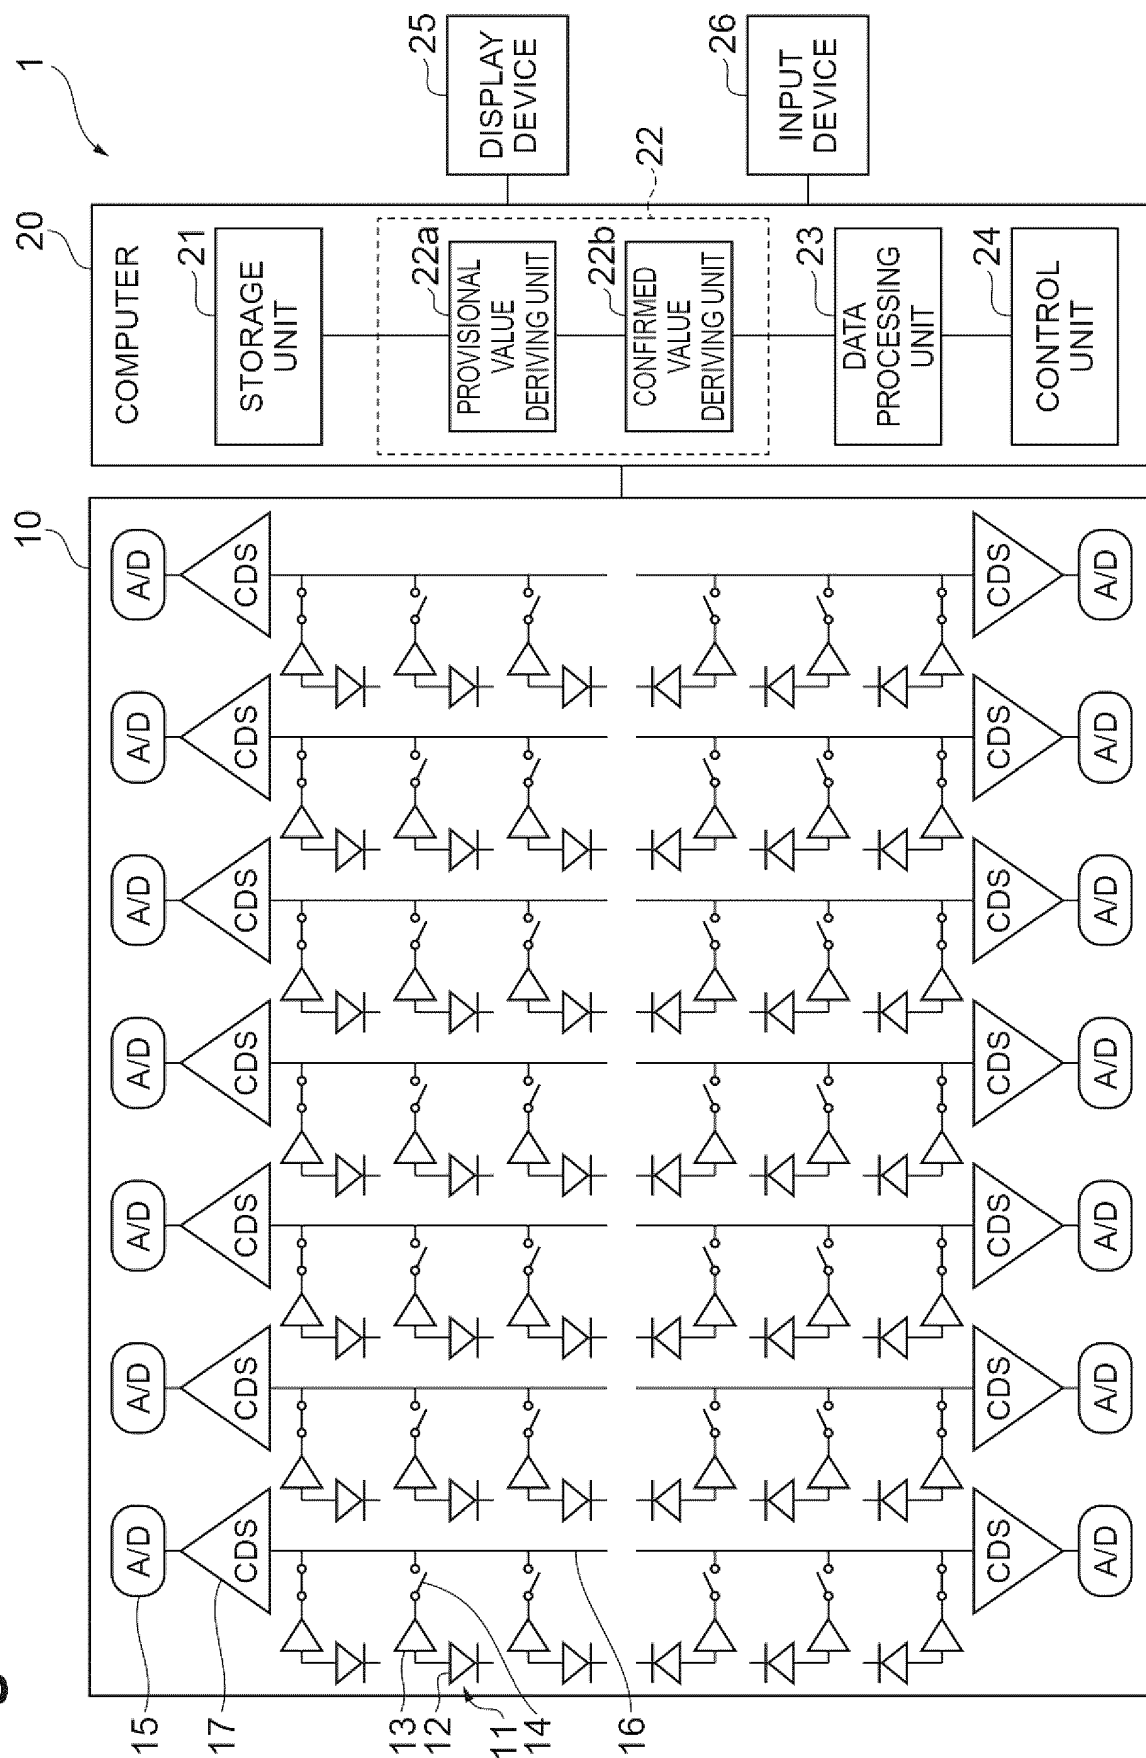 10
20
1
15
A/D
A/D
A/D
A/D
A/D
A/D
A/D
17
CDS
CDS
CDS
CDS
CDS
CDS
CDS
13
12
11
14
16
CDS
CDS
CDS
CDS
CDS
CDS
CDS
A/D
A/D
A/D
A/D
A/D
A/D
A/D
COMPUTER
21
STORAGE
UNIT
22a
PROVISIONAL
VALUE
DERIVING UNIT
22b
CONFIRMED
VALUE
DERIVING UNIT
22
23
DATA
PROCESSING
UNIT
24
CONTROL
UNIT
25
DISPLAY
DEVICE
26
INPUT
DEVICE